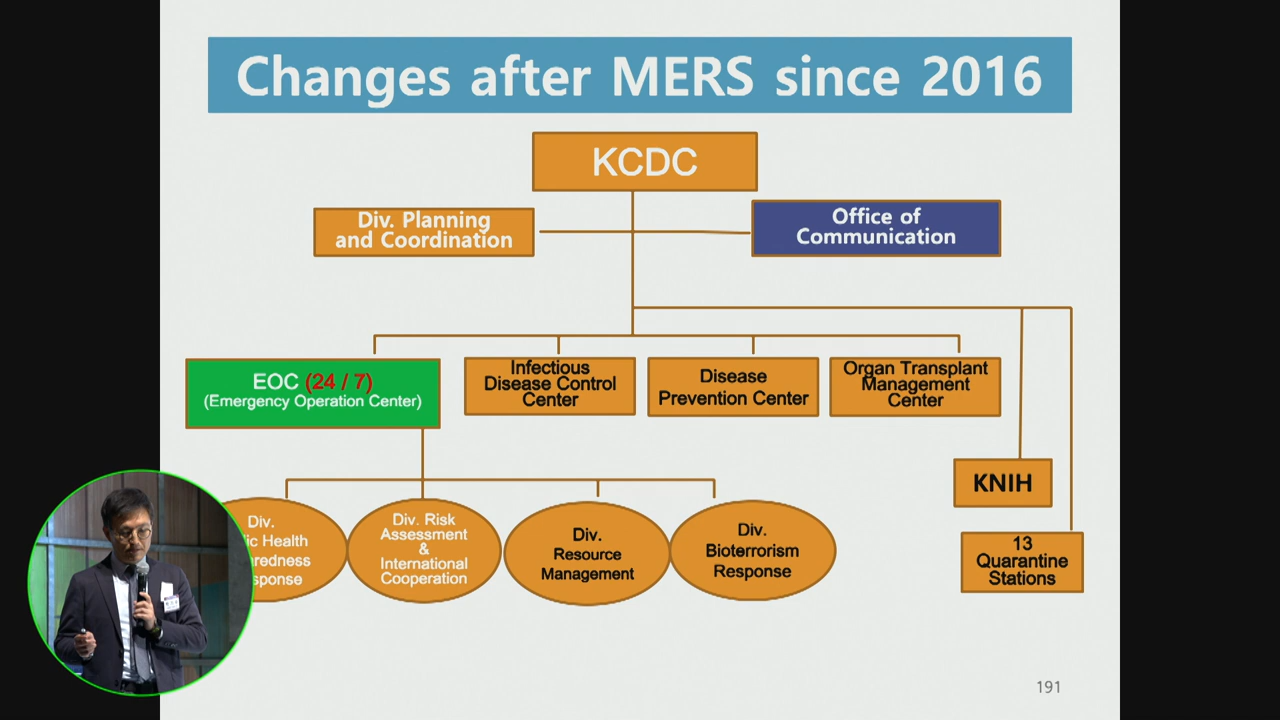 Changes after MERS since 2016
KCDC
Div. Planning
and Coordination
Office of
Communication
EOC (24 / 7)
(Emergency Operation Center)
Infectious
Disease Control
Center
Disease
Prevention Center
Organ Transplant
Management
Center
KNIH
13
Quarantine
Stations
Div.
Health
Div. Risk
Assessment
&
International
Cooperation
Div.
Resource
Management
Div.
Bioterrorism
Response
191